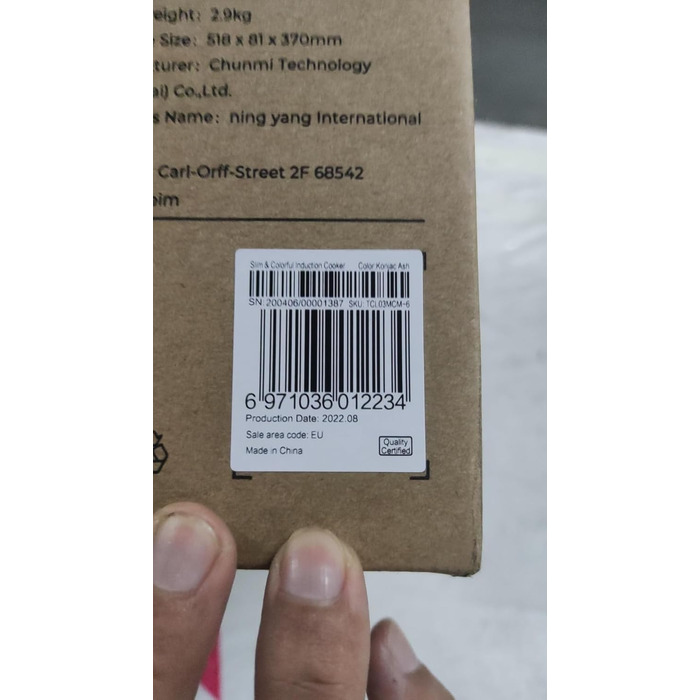 eight: 2.9kg
Size: 518 x 81 x 370mm
turer: Chunmi Technology
ai) Co.,Ltd.
s Name: ning yang International
Carl-Orff-Street 2F 68542
eim
Slim & Colorful Induction Cooker Color Konjac Ash
SN: 200406/00001387 SKU: TCL03MCM-6
6 971036 012234
Production Date: 2022.08
Sale area code: EU
Made in China
Quality
Certified